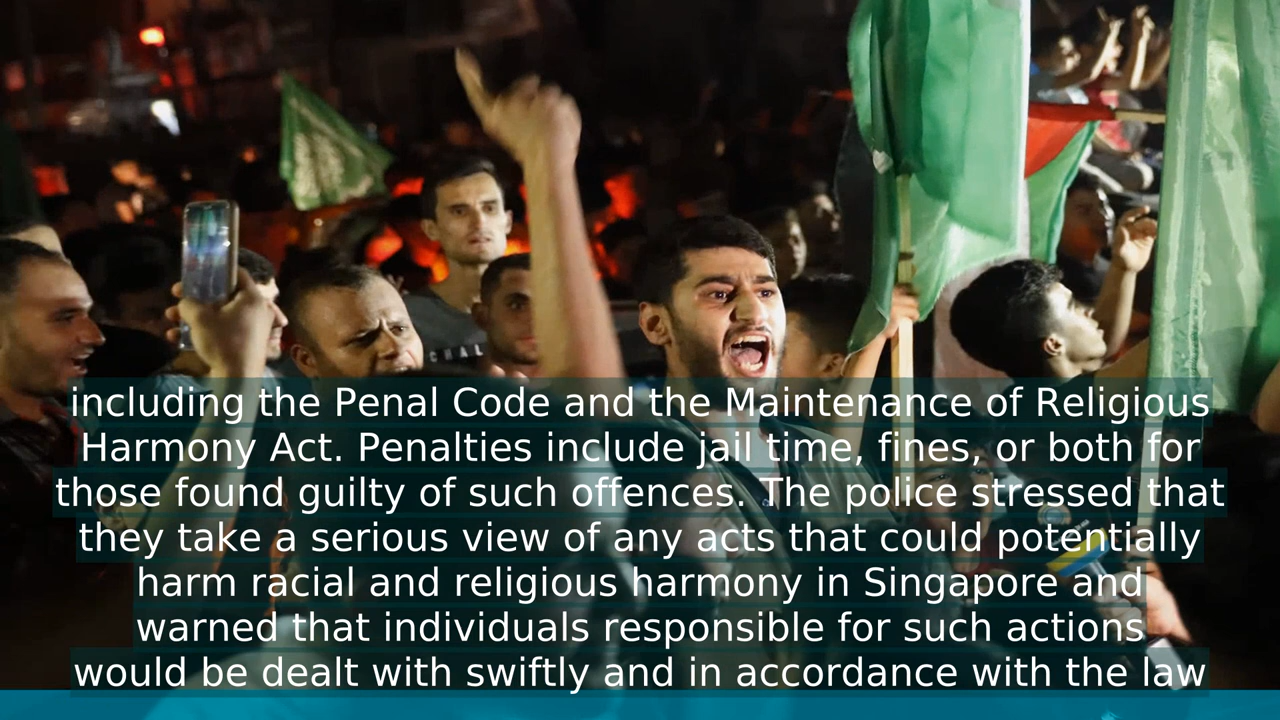 CHAL
including the Penal Code and the Maintenance of Religious
Harmony Act. Penalties include jail time, fines, or both for
those found guilty of such offences. The police stressed that
they take a serious view of any acts that could potentially
harm racial and religious harmony in Singapore and
warned that individuals responsible for such actions
would be dealt with swiftly and in accordance with the law